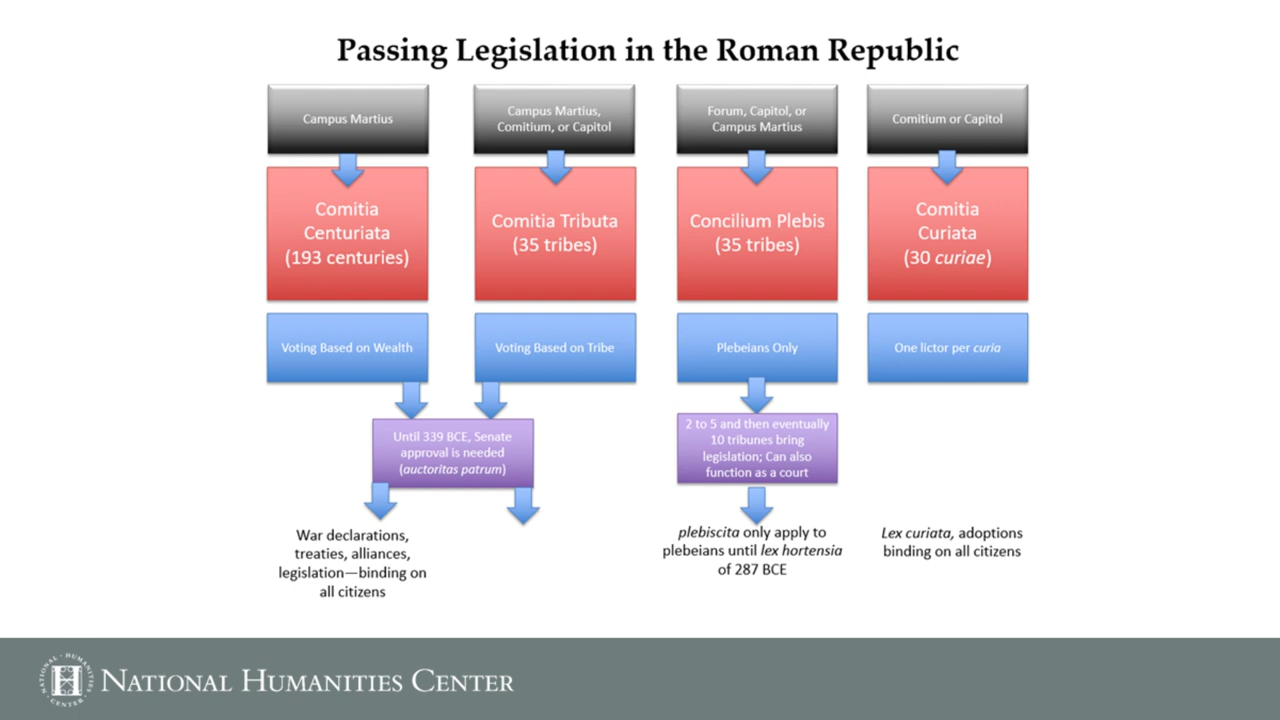 Passing Legislation in the Roman Republic
Campus Martius
Campus Martius,
Comitium, or Capitol
Forum, Capitol, or
Campus Martius
Comitium or Capitol
Comitia
Centuriata
(193 centuries)
Comitia Tributa
(35 tribes)
Concilium Plebis
(35 tribes)
Comitia
Curiata
(30 curiae)
Voting Based on Wealth
Voting Based on Tribe
Plebeians Only
One lictor per curia
Until 339 BCE, Senate
approval is needed
(auctoritas patrum)
2 to 5 and then eventually
10 tribunes bring
legislation; Can also
function as a court
War declarations,
treaties, alliances,
legislation—binding on
all citizens
plebiscita only apply to
plebeians until lex hortensia
of 287 BCE
Lex curiata, adoptions
binding on all citizens
NATIONAL HUMANITIES CENTER
NATIONAL HUMANITIES CENTER